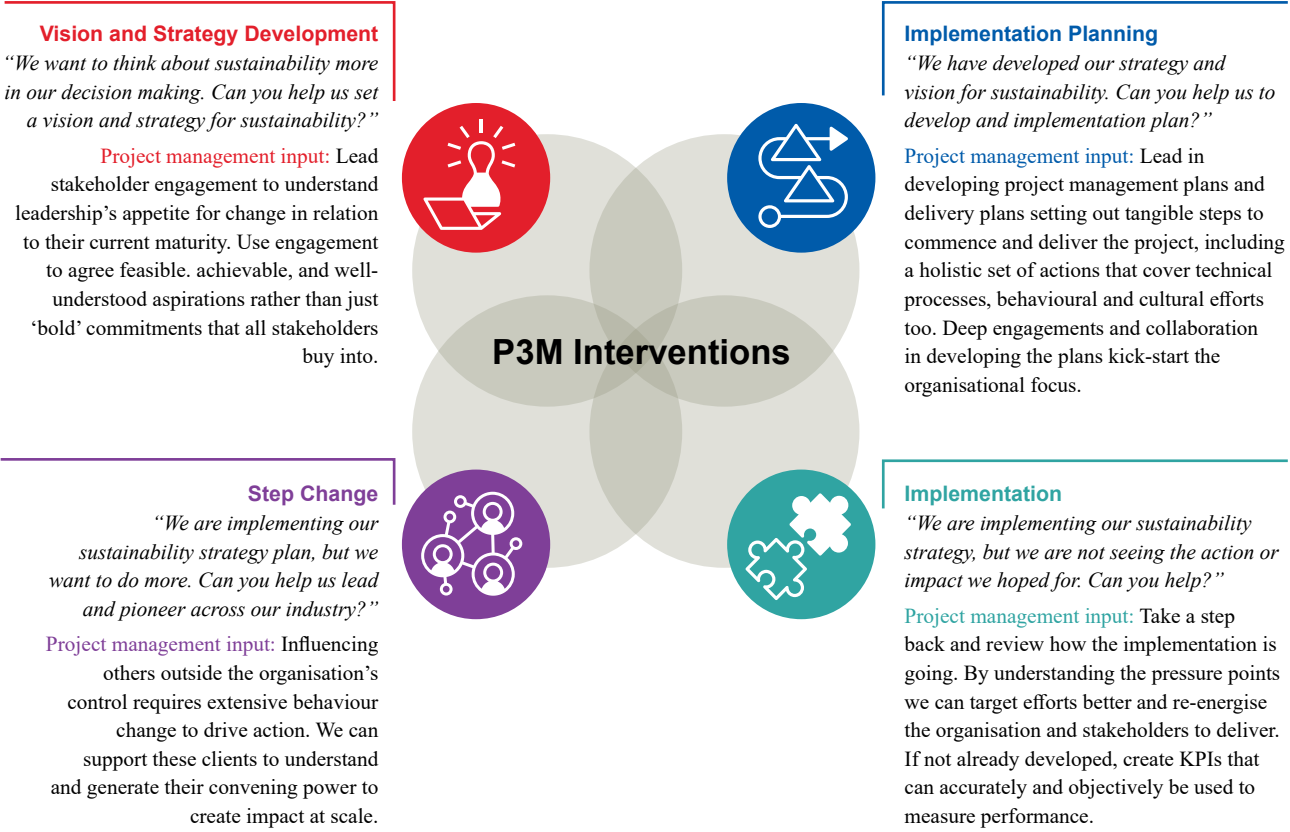 Vision and Strategy Development
“We want to think about sustainability more
in our decision making. Can you help us set
a vision and strategy for sustainability?”
Project management input: Lead
stakeholder engagement to understand
leadership’s appetite for change in relation
to their current maturity. Use engagement
to agree feasible. achievable, and well-
understood aspirations rather than just
‘bold’ commitments that all stakeholders
buy into.
Implementation Planning
“We have developed our strategy and
vision for sustainability. Can you help us to
develop and implementation plan?”
Project management input: Lead in
developing project management plans and
delivery plans setting out tangible steps to
commence and deliver the project, including
a holistic set of actions that cover technical
processes, behavioural and cultural efforts
too. Deep engagements and collaboration
in developing the plans kick-start the
organisational focus.
P3M Interventions
Step Change
“We are implementing our
sustainability strategy plan, but we
want to do more. Can you help us lead
and pioneer across our industry?”
Project management input: Influencing
others outside the organisation’s
control requires extensive behaviour
change to drive action. We can
support these clients to understand
and generate their convening power to
create impact at scale.
Implementation
“We are implementing our sustainability
strategy, but we are not seeing the action or
impact we hoped for. Can you help?”
Project management input: Take a step
back and review how the implementation is
going. By understanding the pressure points
we can target efforts better and re-energise
the organisation and stakeholders to deliver.
If not already developed, create KPIs that
can accurately and objectively be used to
measure performance.